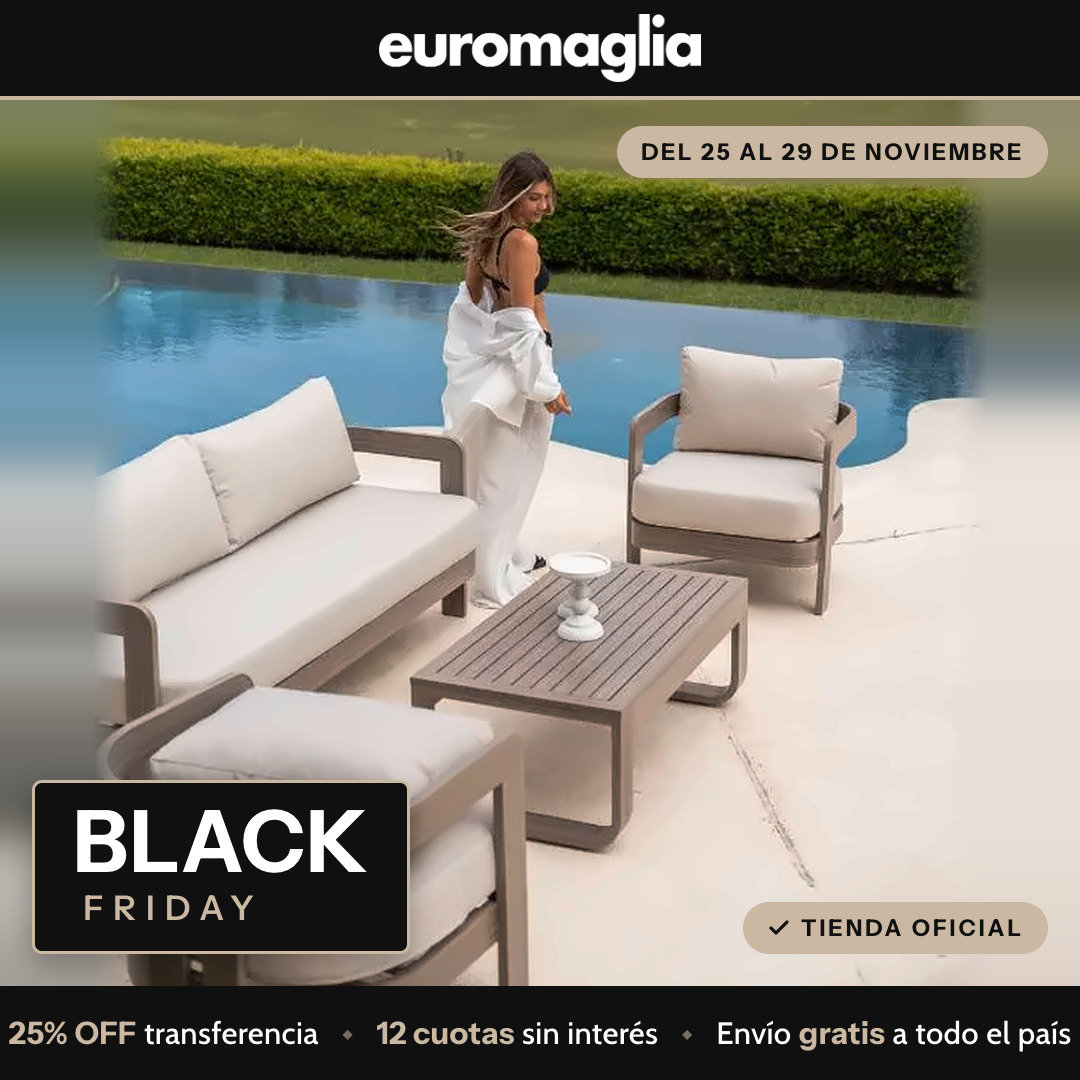 euromaglia
DEL 25 AL 29 DE NOVIEMBRE
BLACK
FRIDAY
✓ TIENDA OFICIAL
25% OFF transferencia ◆ 12 cuotas sin interés ◆ Envío gratis a todo el país